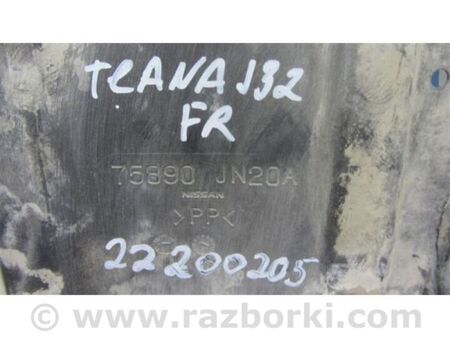 TEANA J32
FR
75890 JN20A
NISSAN
>PP<
22200205
www.razborki.com